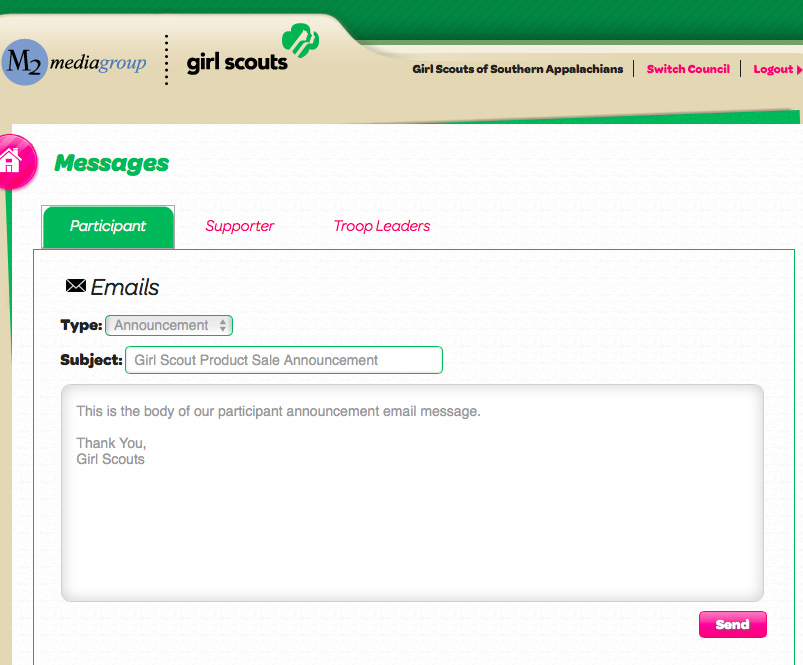 M2 mediagroup
girl scouts
Girl Scouts of Southern Appalachians
Switch Council
Logout
Messages
Participant
Supporter
Troop Leaders
Emails
Type: Announcement
Subject: Girl Scout Product Sale Announcement
This is the body of our participant announcement email message.
Thank You,
Girl Scouts
Send